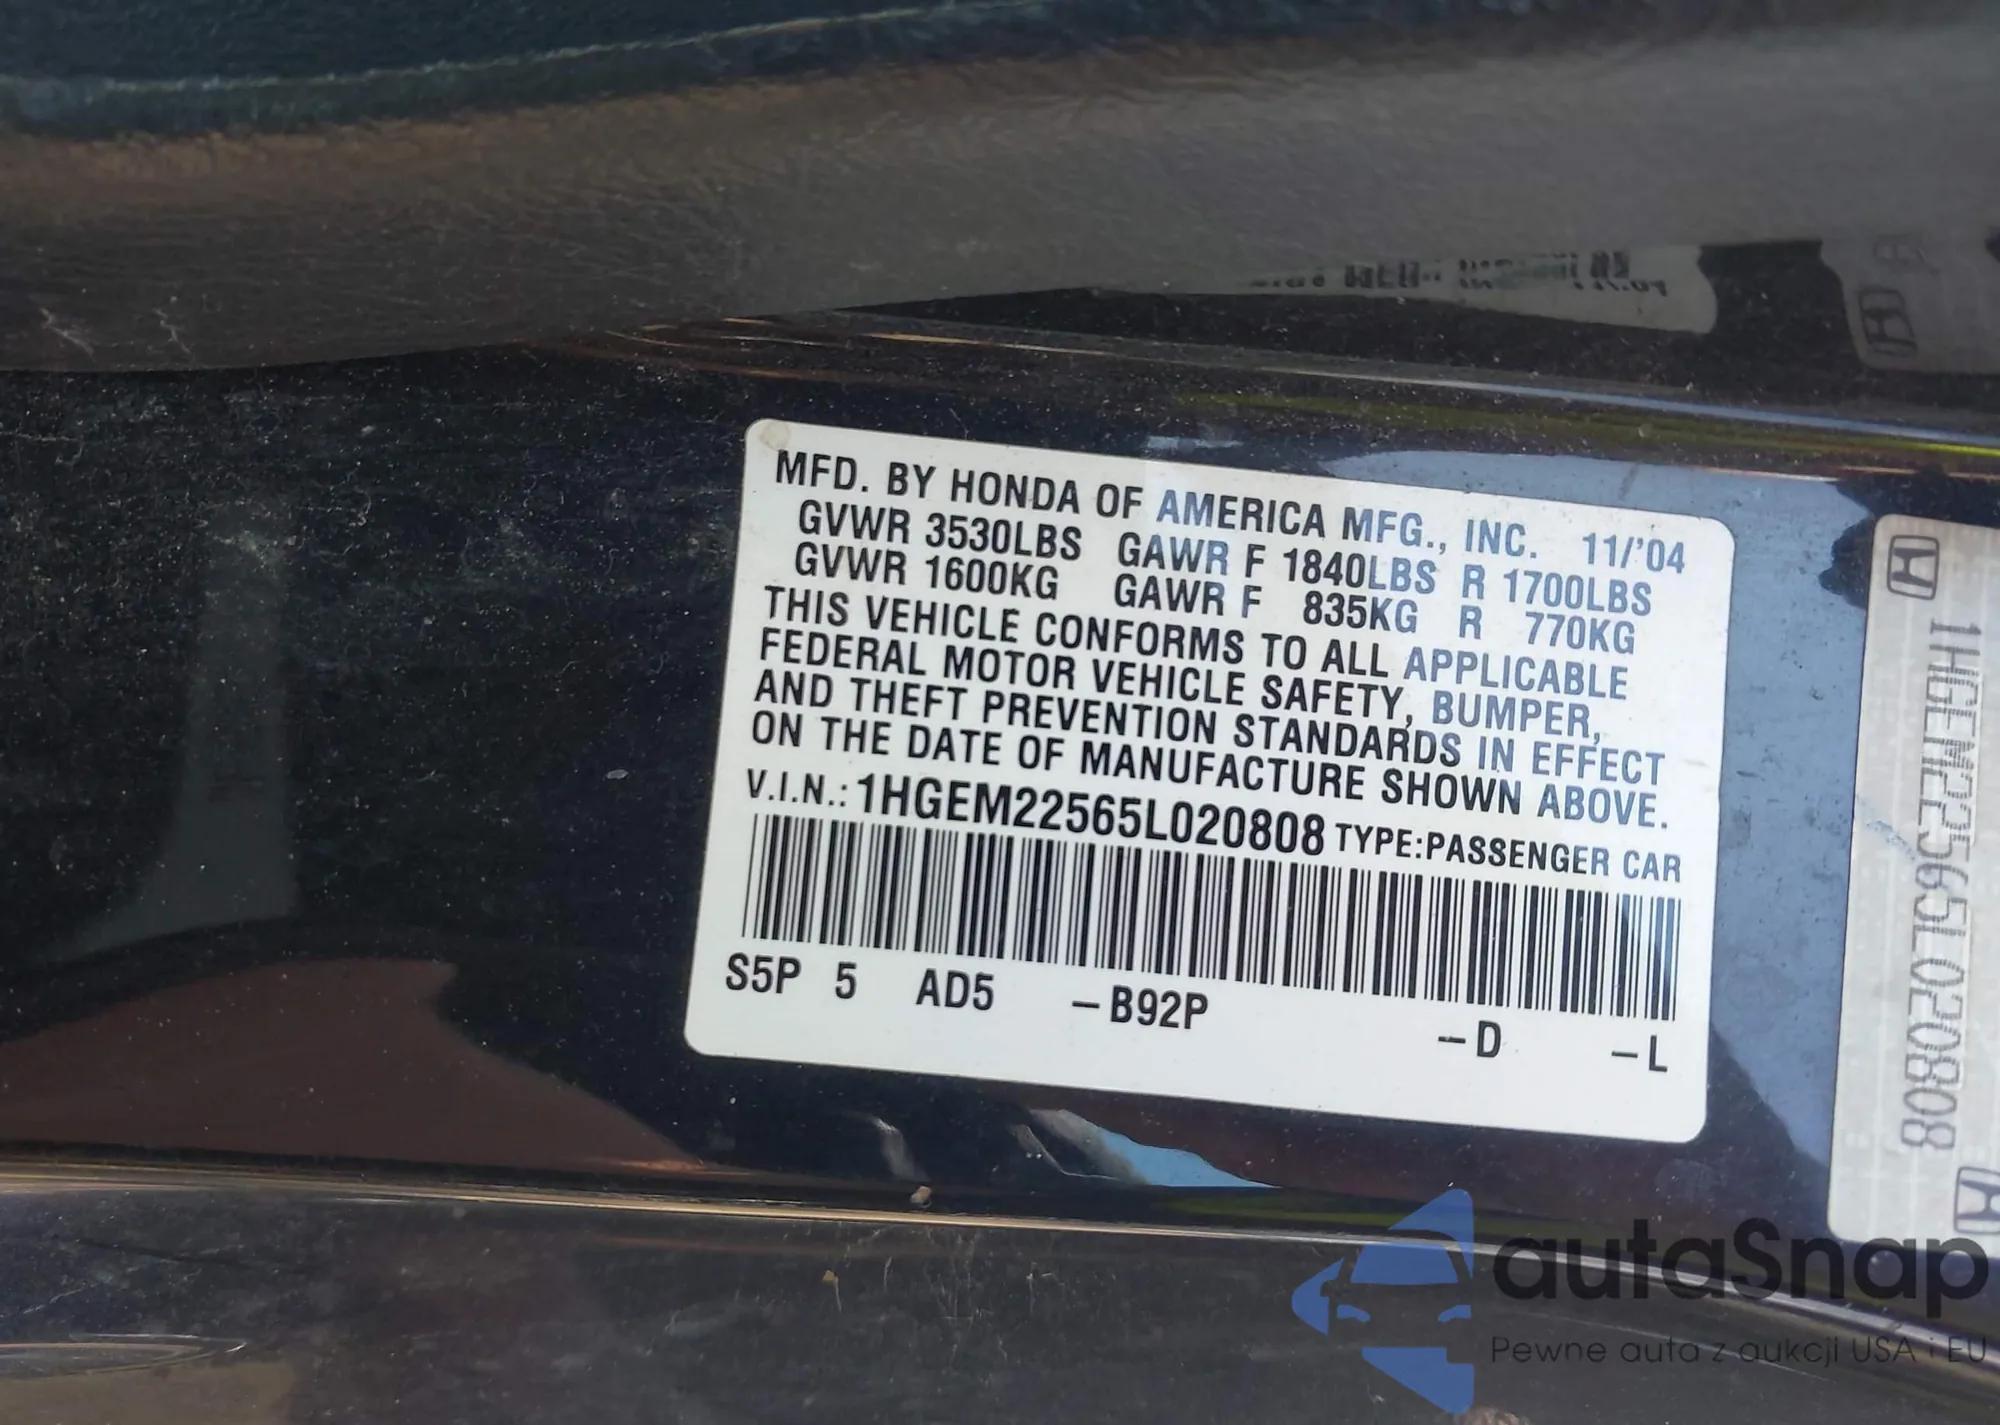 MFD. BY HONDA OF AMERICA MFG., INC. 11/'04
GVWR 3530LBS GAWR F 1840LBS R 1700LBS
GVWR 1600KG GAWR F 835KG R 770KG
THIS VEHICLE CONFORMS TO ALL APPLICABLE
FEDERAL MOTOR VEHICLE SAFETY, BUMPER,
AND THEFT PREVENTION STANDARDS IN EFFECT
ON THE DATE OF MANUFACTURE SHOWN ABOVE.
V.I.N.: 1HGEM22565L020808 TYPE:PASSENGER CAR
S5P 5 AD5 -B92P -D -L
1HGEM22565L020808
autaSnap
Pewne auta z aukcji USA i EU